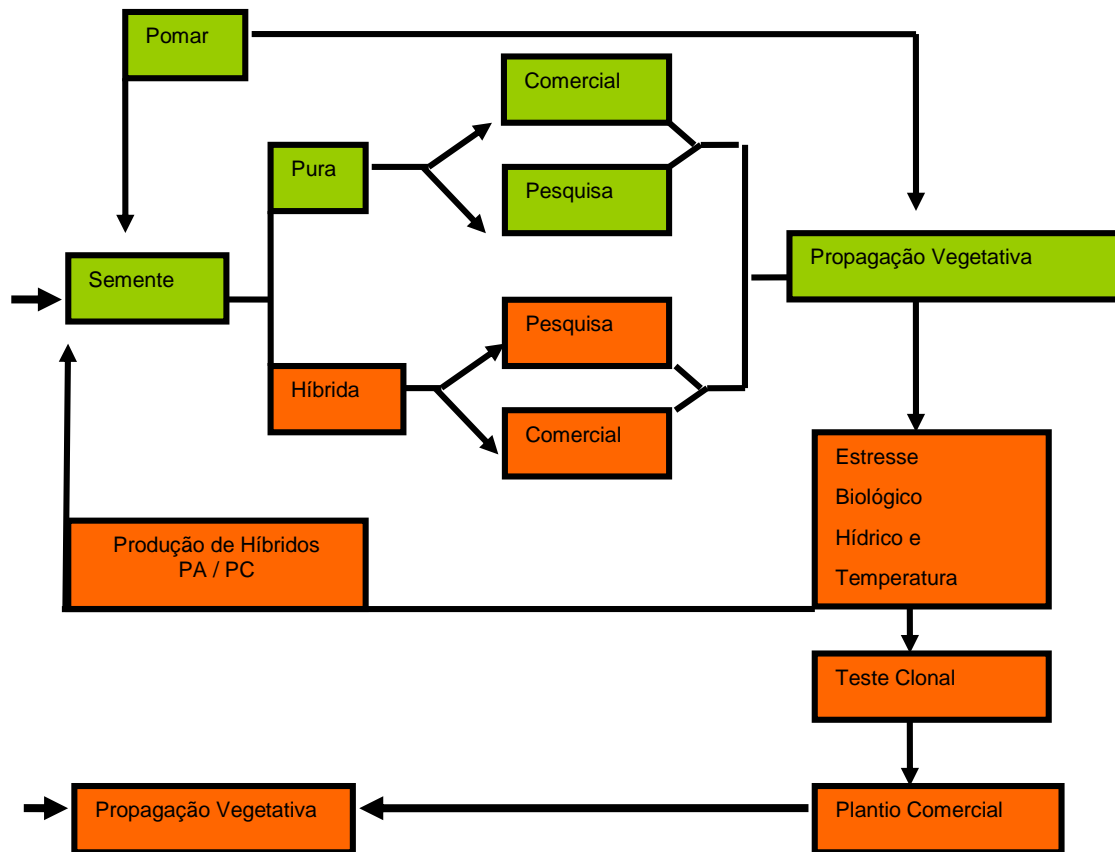 Pomar
Comercial
Pura
Pesquisa
Semente
Propagação Vegetativa
Pesquisa
Híbrida
Comercial
Estresse
Biológico
Hídrico e
Temperatura
Produção de Híbridos
PA / PC
Teste Clonal
Propagação Vegetativa
Plantio Comercial